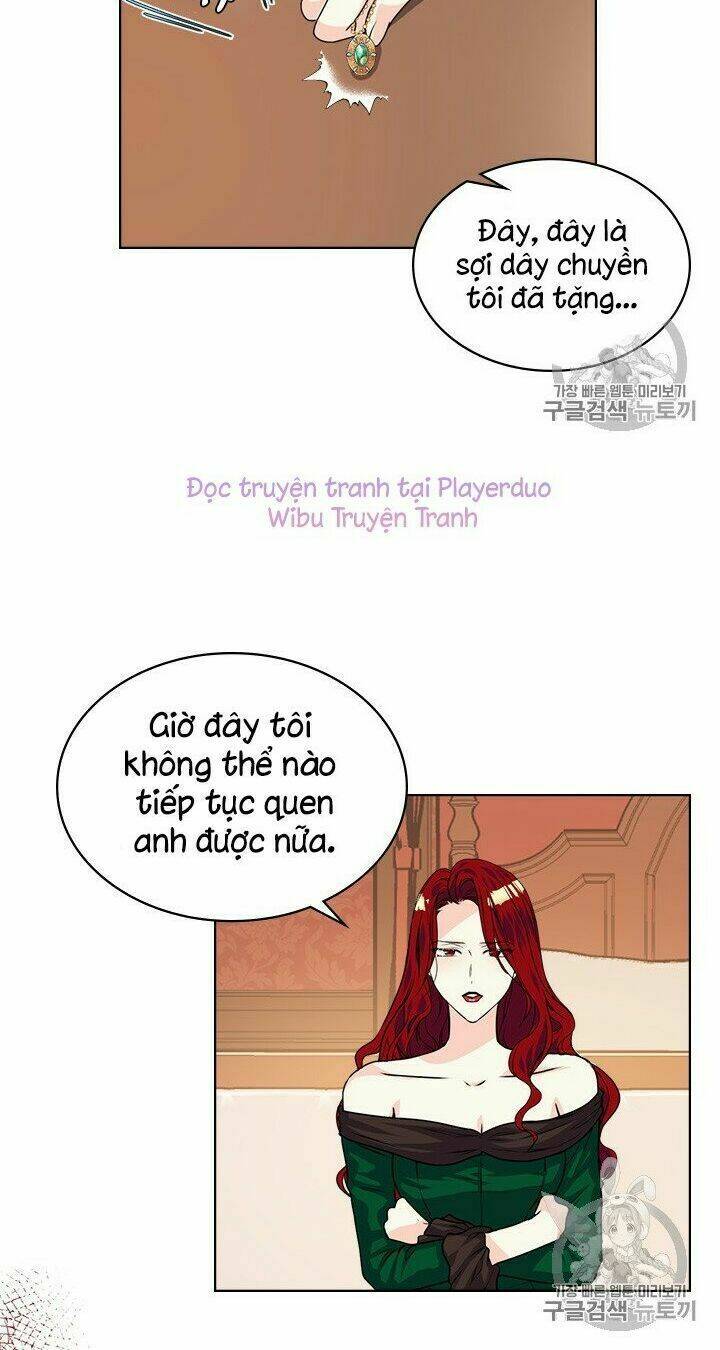 Đây, đây là
sợi dây chuyền
tôi đã tặng...
가장 빠른 웹툰 미리보기
구글검색 뉴토끼
Đọc truyện tranh tại Playerduo
Wibu Truyện Tranh
Giờ đây tôi
không thể nào
tiếp tục quen
anh được nữa.
가장 빠른 웹툰 미리보기
구글검색 뉴토끼